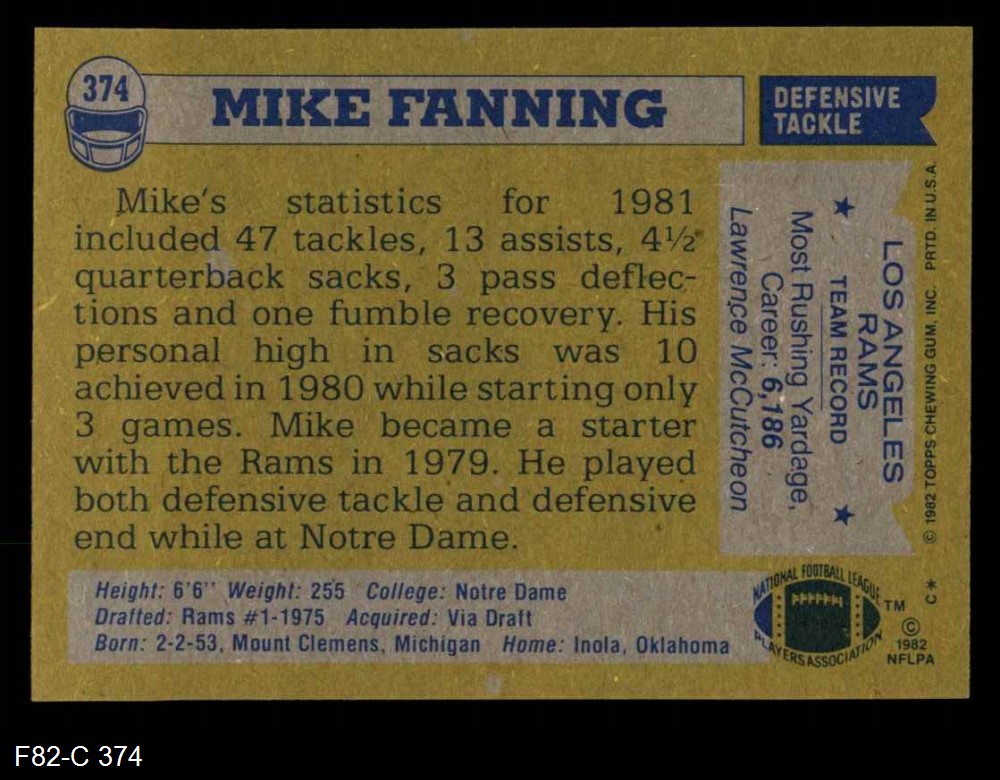 374
MIKE FANNING
DEFENSIVE
TACKLE
Mike's statistics for 1981
included 47 tackles, 13 assists, 4½
quarterback sacks, 3 pass deflec-
tions and one fumble recovery. His
personal high in sacks was 10
achieved in 1980 while starting only
3 games. Mike became a starter
with the Rams in 1979. He played
both defensive tackle and defensive
end while at Notre Dame.
LOS ANGELES
RAMS
★ TEAM RECORD ★
Most Rushing Yardage,
Career: 6,186
Lawrence McCutcheon
© 1982 TOPPS CHEWING GUM, INC. PRTD. IN U.S.A.
Height: 6'6" Weight: 255 College: Notre Dame
Drafted: Rams #1-1975 Acquired: Via Draft
Born: 2-2-53, Mount Clemens, Michigan Home: Inola, Oklahoma
NATIONAL FOOTBALL LEAGUE
PLAYERS ASSOCIATION
TM
©
1982
NFLPA
C*
F82-C 374